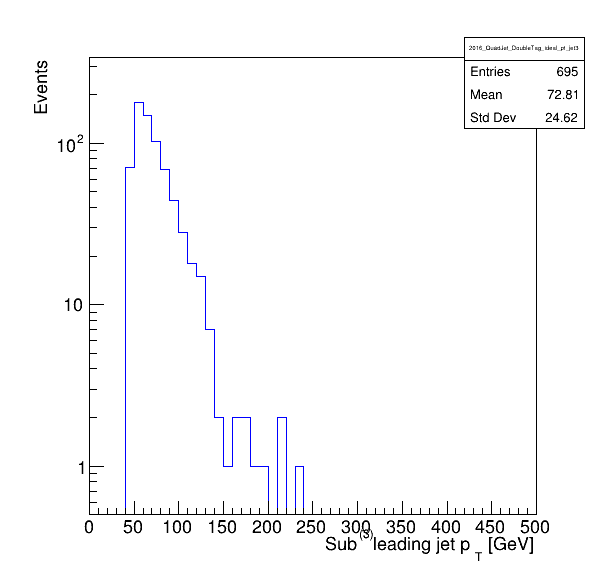 2016_QuadJet_DoubleTag_ideal_pt_jet3
Entries 695
Mean 72.81
Std Dev 24.62
Events
10²
10
1
0 50 100 150 200 250 300 350 400 450 500
Sub⁽³⁾leading jet p_T [GeV]